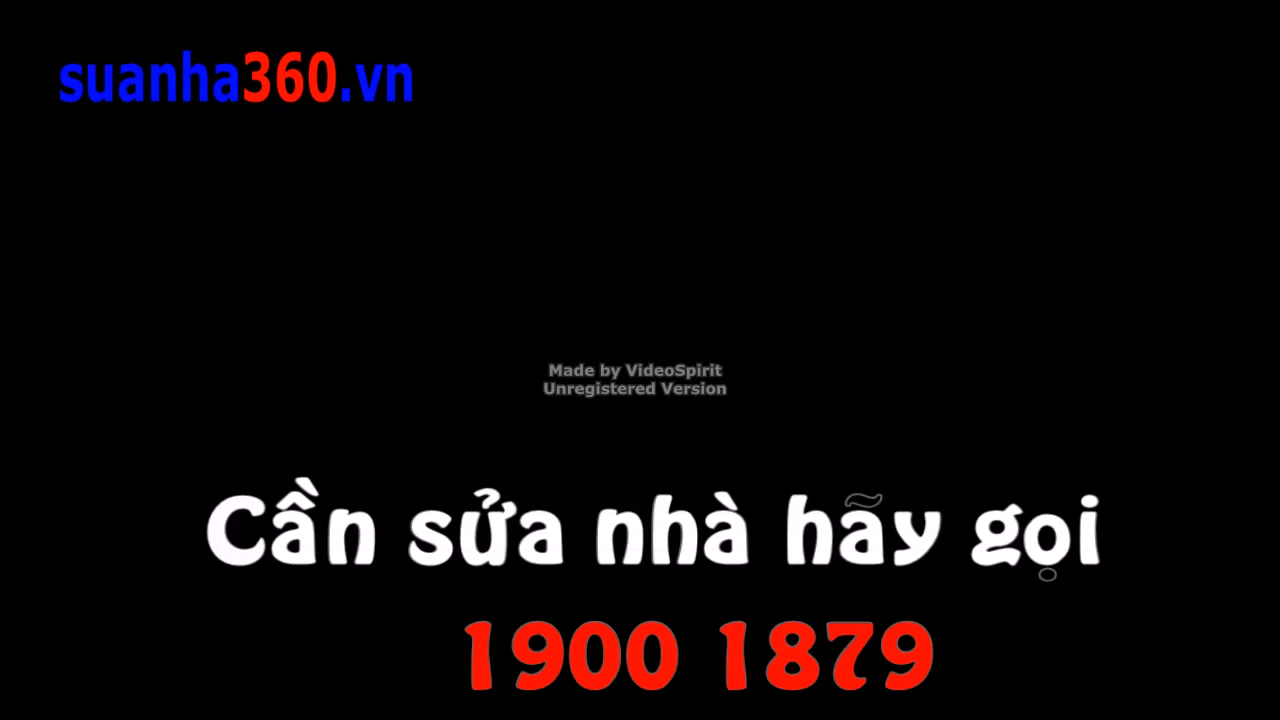 suanha360.vn
Made by VideoSpirit
Unregistered Version
Cần sửa nhà hãy gọi
1900 1879